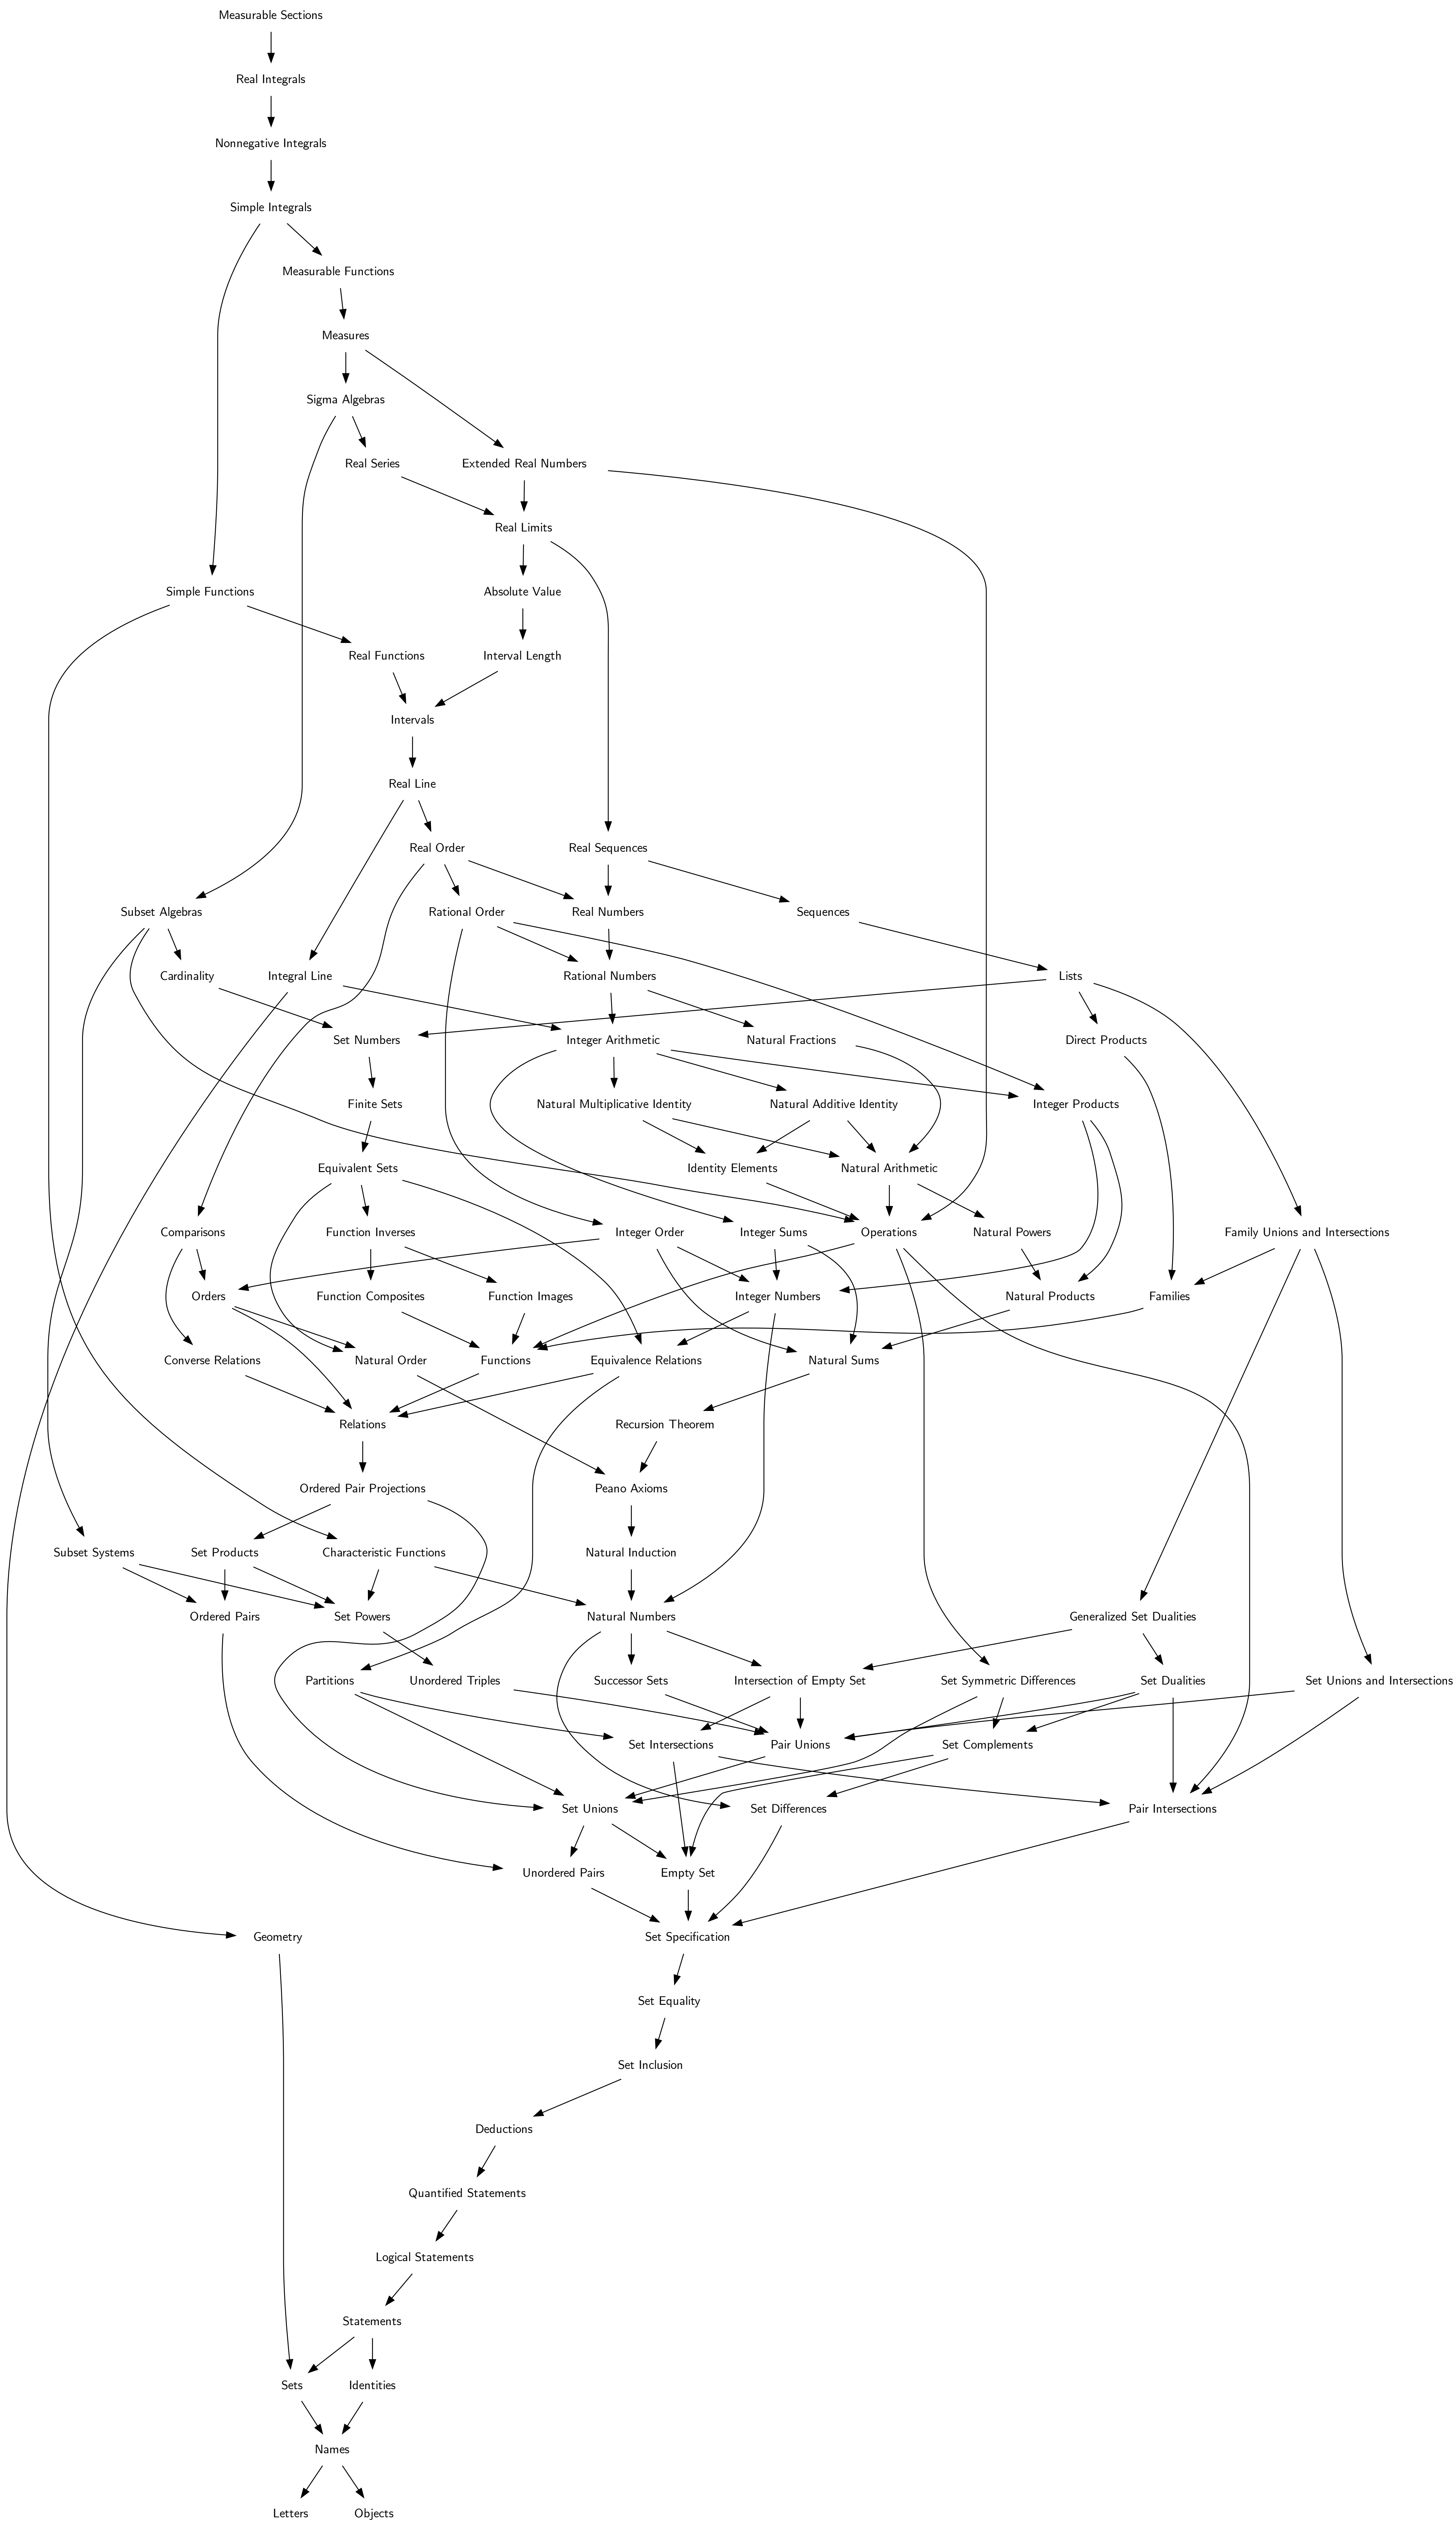 Measurable Sections
Real Integrals
Nonnegative Integrals
Simple Integrals
Measurable Functions
Measures
Sigma Algebras
Real Series
Extended Real Numbers
Real Limits
Simple Functions
Absolute Value
Real Functions
Interval Length
Intervals
Real Line
Real Order
Real Sequences
Subset Algebras
Rational Order
Real Numbers
Sequences
Cardinality
Integral Line
Rational Numbers
Lists
Set Numbers
Integer Arithmetic
Natural Fractions
Direct Products
Finite Sets
Natural Multiplicative Identity
Natural Additive Identity
Integer Products
Equivalent Sets
Identity Elements
Natural Arithmetic
Comparisons
Function Inverses
Integer Order
Integer Sums
Operations
Natural Powers
Family Unions and Intersections
Orders
Function Composites
Function Images
Integer Numbers
Natural Products
Families
Converse Relations
Natural Order
Functions
Equivalence Relations
Natural Sums
Relations
Recursion Theorem
Ordered Pair Projections
Peano Axioms
Subset Systems
Set Products
Characteristic Functions
Natural Induction
Ordered Pairs
Set Powers
Natural Numbers
Generalized Set Dualities
Partitions
Unordered Triples
Successor Sets
Intersection of Empty Set
Set Symmetric Differences
Set Dualities
Set Unions and Intersections
Set Intersections
Pair Unions
Set Complements
Set Unions
Set Differences
Pair Intersections
Unordered Pairs
Empty Set
Geometry
Set Specification
Set Equality
Set Inclusion
Deductions
Quantified Statements
Logical Statements
Statements
Sets
Identities
Names
Letters
Objects